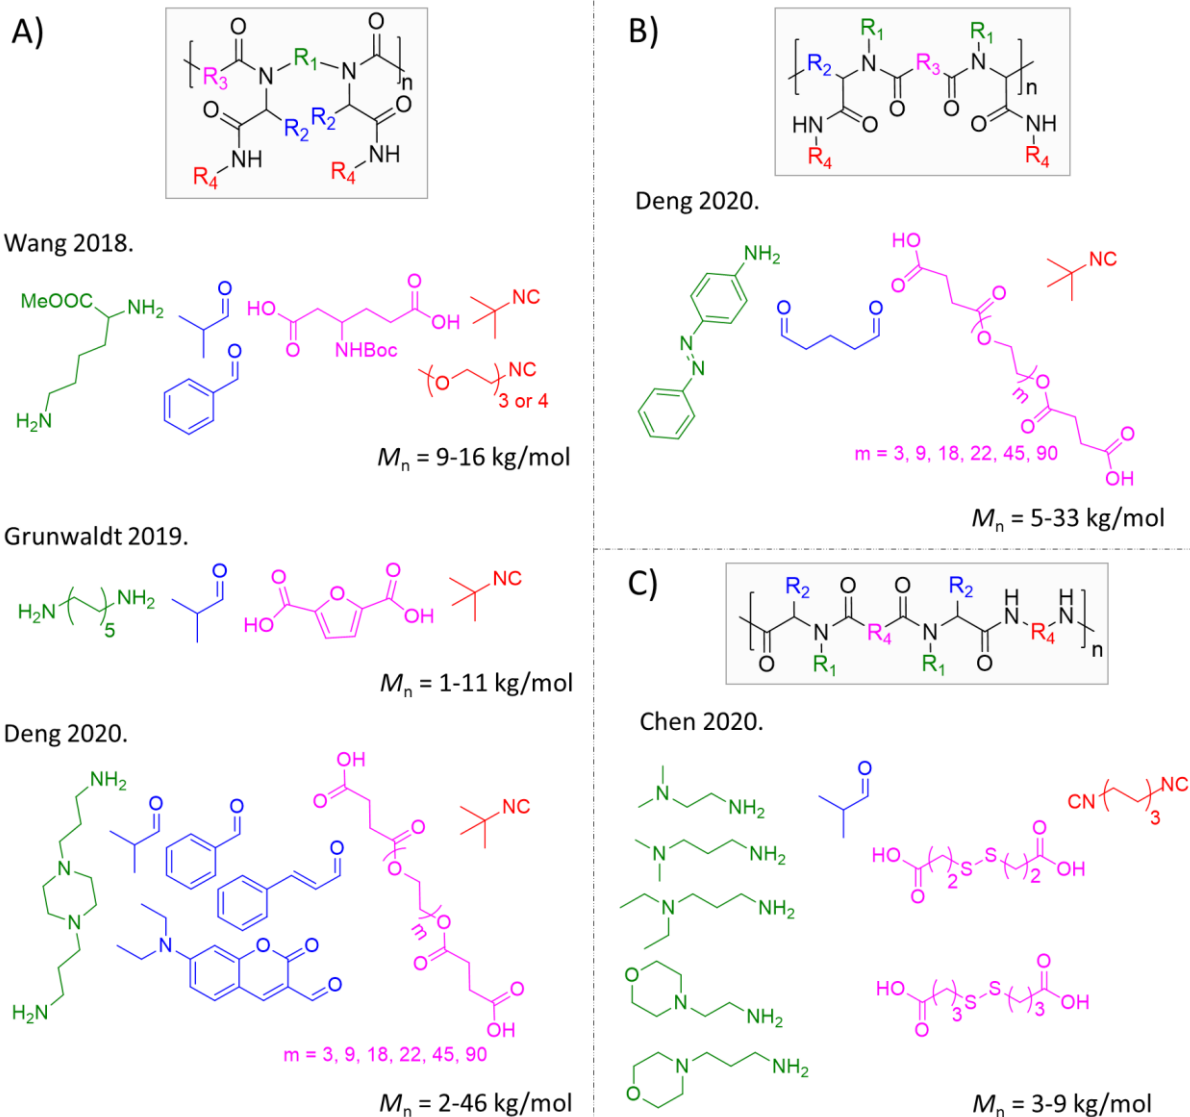 A)
O
O
R3
N
R1
N
n
O
R2
R2
O
NH
R4
NH
R4
Wang 2018.
MeOOC
NH2
H2N
O
O
HO
O
O
OH
NHBoc
NC
O
NC
3 or 4
Mn = 9-16 kg/mol
Grunwaldt 2019.
H2N
NH2
5
O
O
O
O
HO
OH
NC
Mn = 1-11 kg/mol
Deng 2020.
NH2
N
N
H2N
O
O
O
N
O
O
O
OH
O
O
O
m
O
O
O
OH
NC
m = 3, 9, 18, 22, 45, 90
Mn = 2-46 kg/mol
B)
R1
R1
R2
N
R3
N
n
O
O
HN
O
O
NH
R4
R4
Deng 2020.
NH2
N
N
O
O
HO
O
O
O
m
O
O
O
OH
NC
m = 3, 9, 18, 22, 45, 90
Mn = 5-33 kg/mol
C)
R2
O
O
R2
H
H
N
R4
N
N
R4
N
n
O
R1
R1
O
Chen 2020.
N
NH2
N
NH2
N
NH2
O
N
NH2
N
O
NH2
O
CN
NC
3
HO
O
2
S
S
2
O
OH
HO
O
3
S
S
3
O
OH
Mn = 3-9 kg/mol